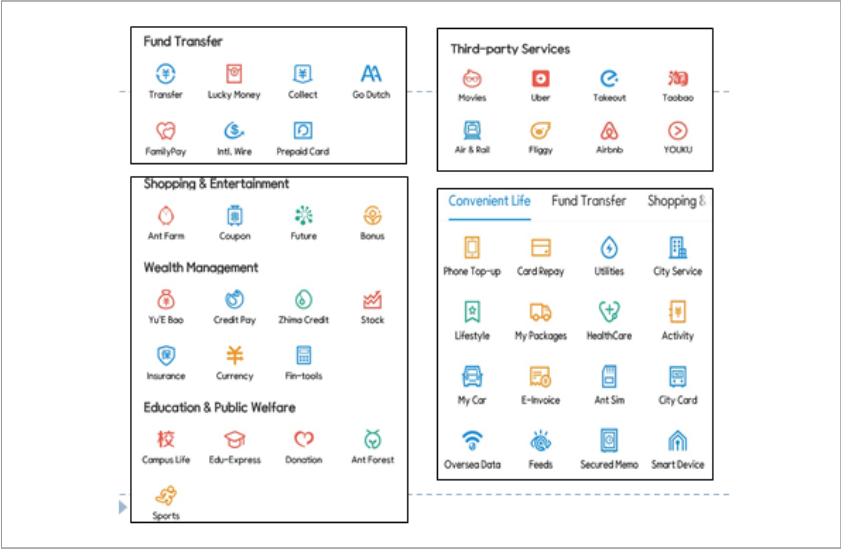 Fund Transfer
Transfer Lucky Money Collect Go Dutch
FamilyPay Intl. Wire Prepaid Card
Third-party Services
Movies Uber Takeout Taobao
Air & Rail Fliggy Airbnb YOUKU
Shopping & Entertainment
Ant Farm Coupon Future Bonus
Wealth Management
Yu'E Bao Credit Pay Zhima Credit Stock
Insurance Currency Fin-tools
Education & Public Welfare
校
Campus Life Edu-Express Donation Ant Forest
Sports
Convenient Life Fund Transfer Shopping &
Phone Top-up Card Repay Utilities City Service
Lifestyle My Packages HealthCare Activity
My Car E-Invoice Ant Sim City Card
Oversea Data Feeds Secured Memo Smart Device